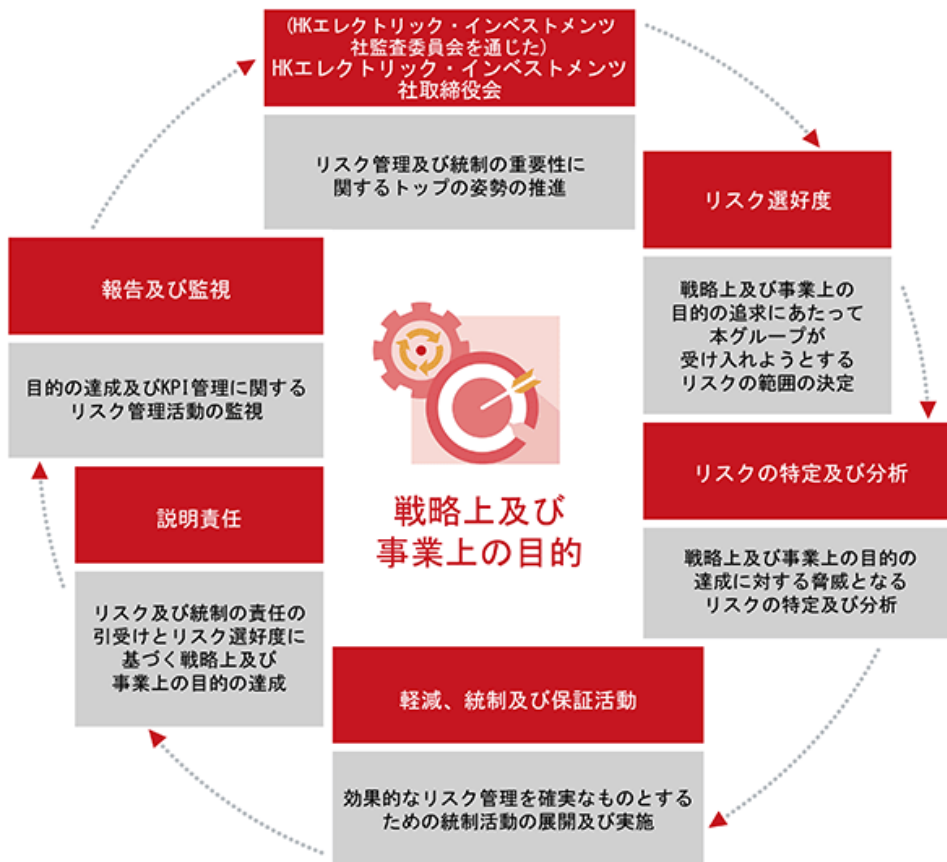 (HKエレクトリック・インベストメンツ
社監査委員会を通じた)
HKエレクトリック・インベストメンツ
社取締役会
リスク管理及び統制の重要性に
関するトップの姿勢の推進
リスク選好度
戦略上及び事業上の
目的の追求にあたって
本グループが
受け入れようとする
リスクの範囲の決定
リスクの特定及び分析
戦略上及び事業上の目的の
達成に対する脅威となる
リスクの特定及び分析
軽減、統制及び保証活動
効果的なリスク管理を確実なものとする
ための統制活動の展開及び実施
説明責任
リスク及び統制の責任の
引受けとリスク選好度に
基づく戦略上及び
事業上の目的の達成
報告及び監視
目的の達成及びKPI管理に関する
リスク管理活動の監視
戦略上及び
事業上の目的